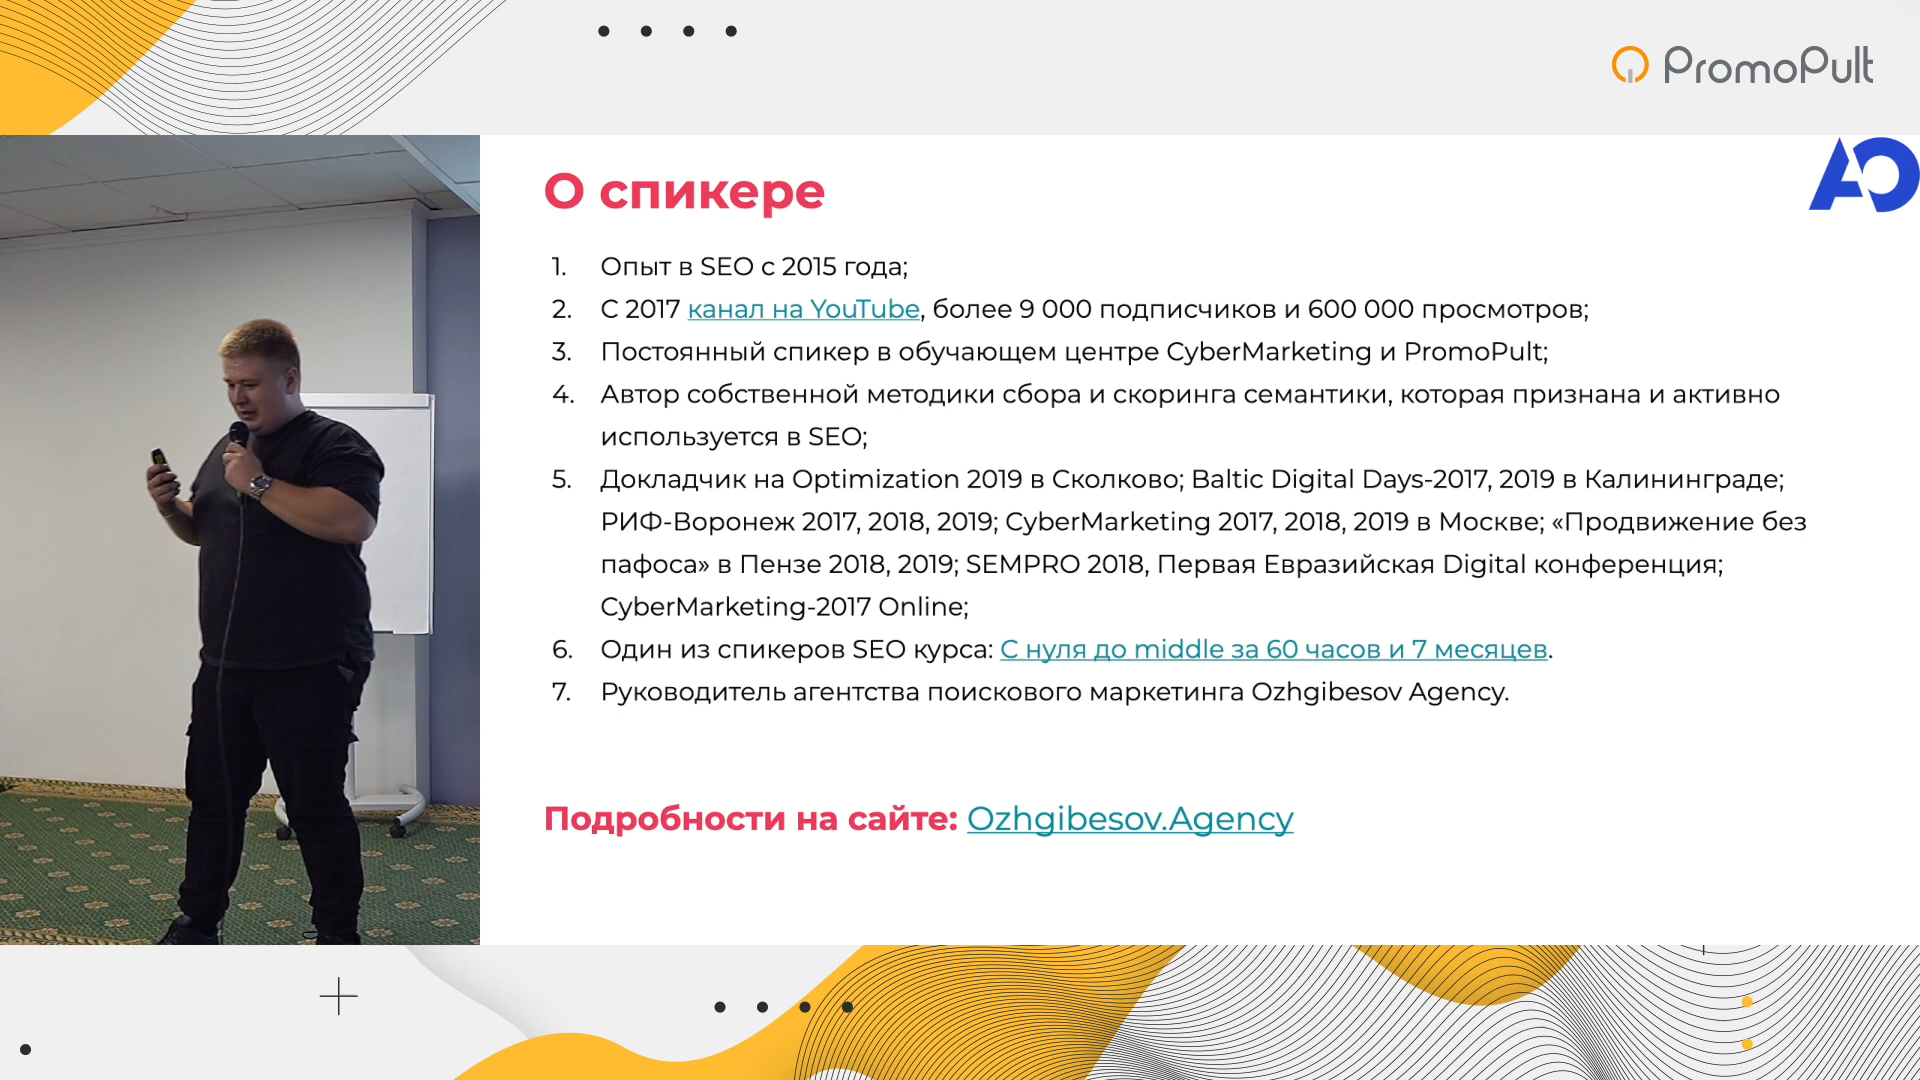 PromoPult
АО
О спикере
1. Опыт в SEO с 2015 года;
2. С 2017 канал на YouTube, более 9 000 подписчиков и 600 000 просмотров;
3. Постоянный спикер в обучающем центре CyberMarketing и PromoPult;
4. Автор собственной методики сбора и скоринга семантики, которая признана и активно
используется в SEO;
5. Докладчик на Optimization 2019 в Сколково; Baltic Digital Days-2017, 2019 в Калининграде;
РИФ-Воронеж 2017, 2018, 2019; CyberMarketing 2017, 2018, 2019 в Москве; «Продвижение без
пафоса» в Пензе 2018, 2019; SEMPRO 2018, Первая Евразийская Digital конференция;
CyberMarketing-2017 Online;
6. Один из спикеров SEO курса: С нуля до middle за 60 часов и 7 месяцев.
7. Руководитель агентства поискового маркетинга Ozhgibesov Agency.
Подробности на сайте: Ozhgibesov.Agency